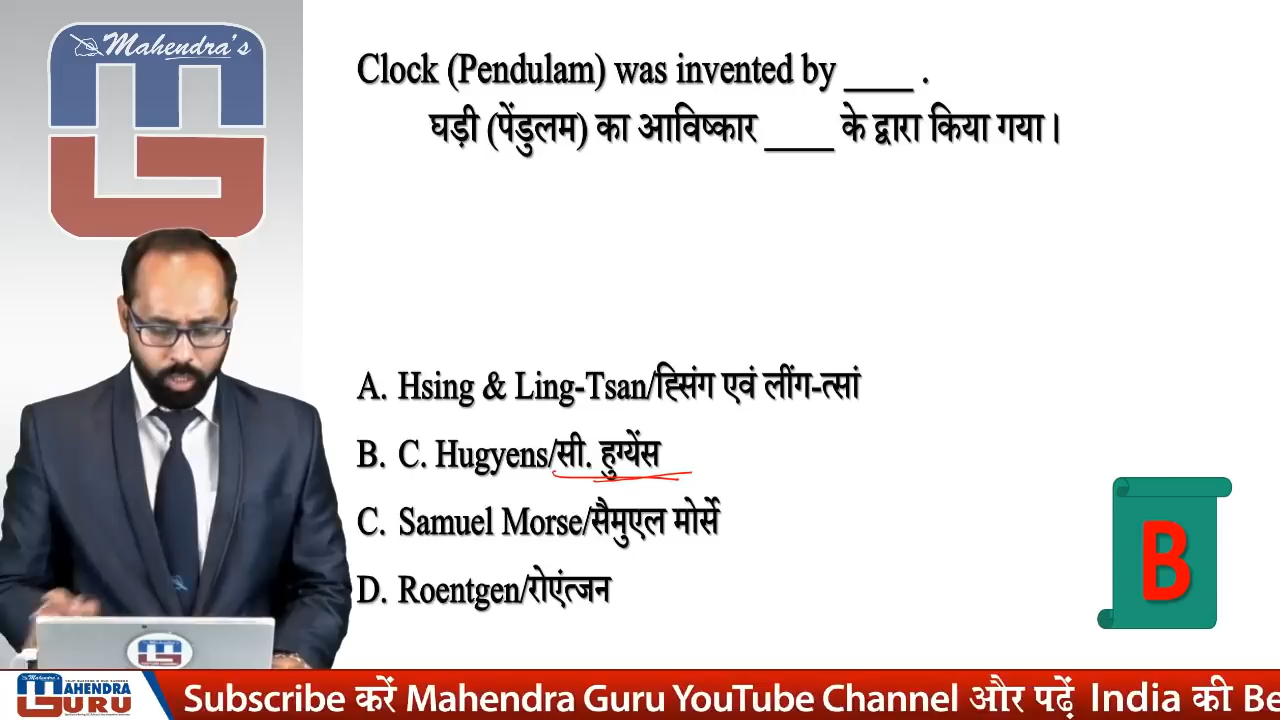 Mahendra's
Clock (Pendulam) was invented by ____ .
घड़ी (पेंडुलम) का आविष्कार ____ के द्वारा किया गया।
A. Hsing & Ling-Tsan/ह्सिंग एवं लींग-त्सां
B. C. Hugyens/सी. हुग्येंस
C. Samuel Morse/सैमुएल मोर्से
D. Roentgen/रोएंत्जन
B
Mahendra's
MAHENDRA
GURU
Subscribe करें Mahendra Guru YouTube Channel और पढ़ें India की Be